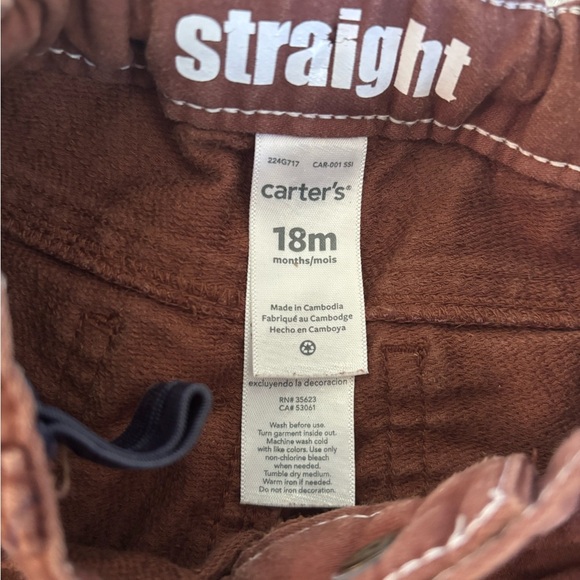 straight
224G717 CAR-001 SSI
carter's®
18m
months/mois
Made in Cambodia
Fabriqué au Cambodge
Hecho en Camboya
excluyendo la decoracion
RN# 35623
CA# 53061
Wash before use.
Turn garment inside out.
Machine wash cold
with like colors. Use only
non-chlorine bleach
when needed.
Tumble dry medium.
Warm iron if needed.
Do not iron decoration.